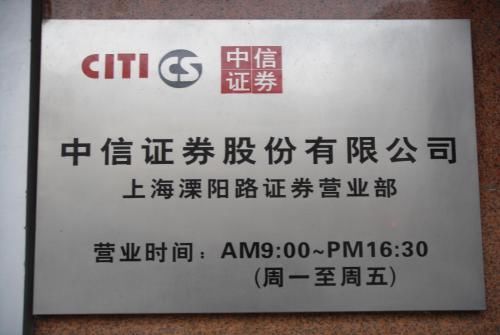 CITI CS 中信证券
中信证券股份有限公司
上海溧阳路证券营业部
营业时间：AM9:00~PM16:30
(周一至周五)